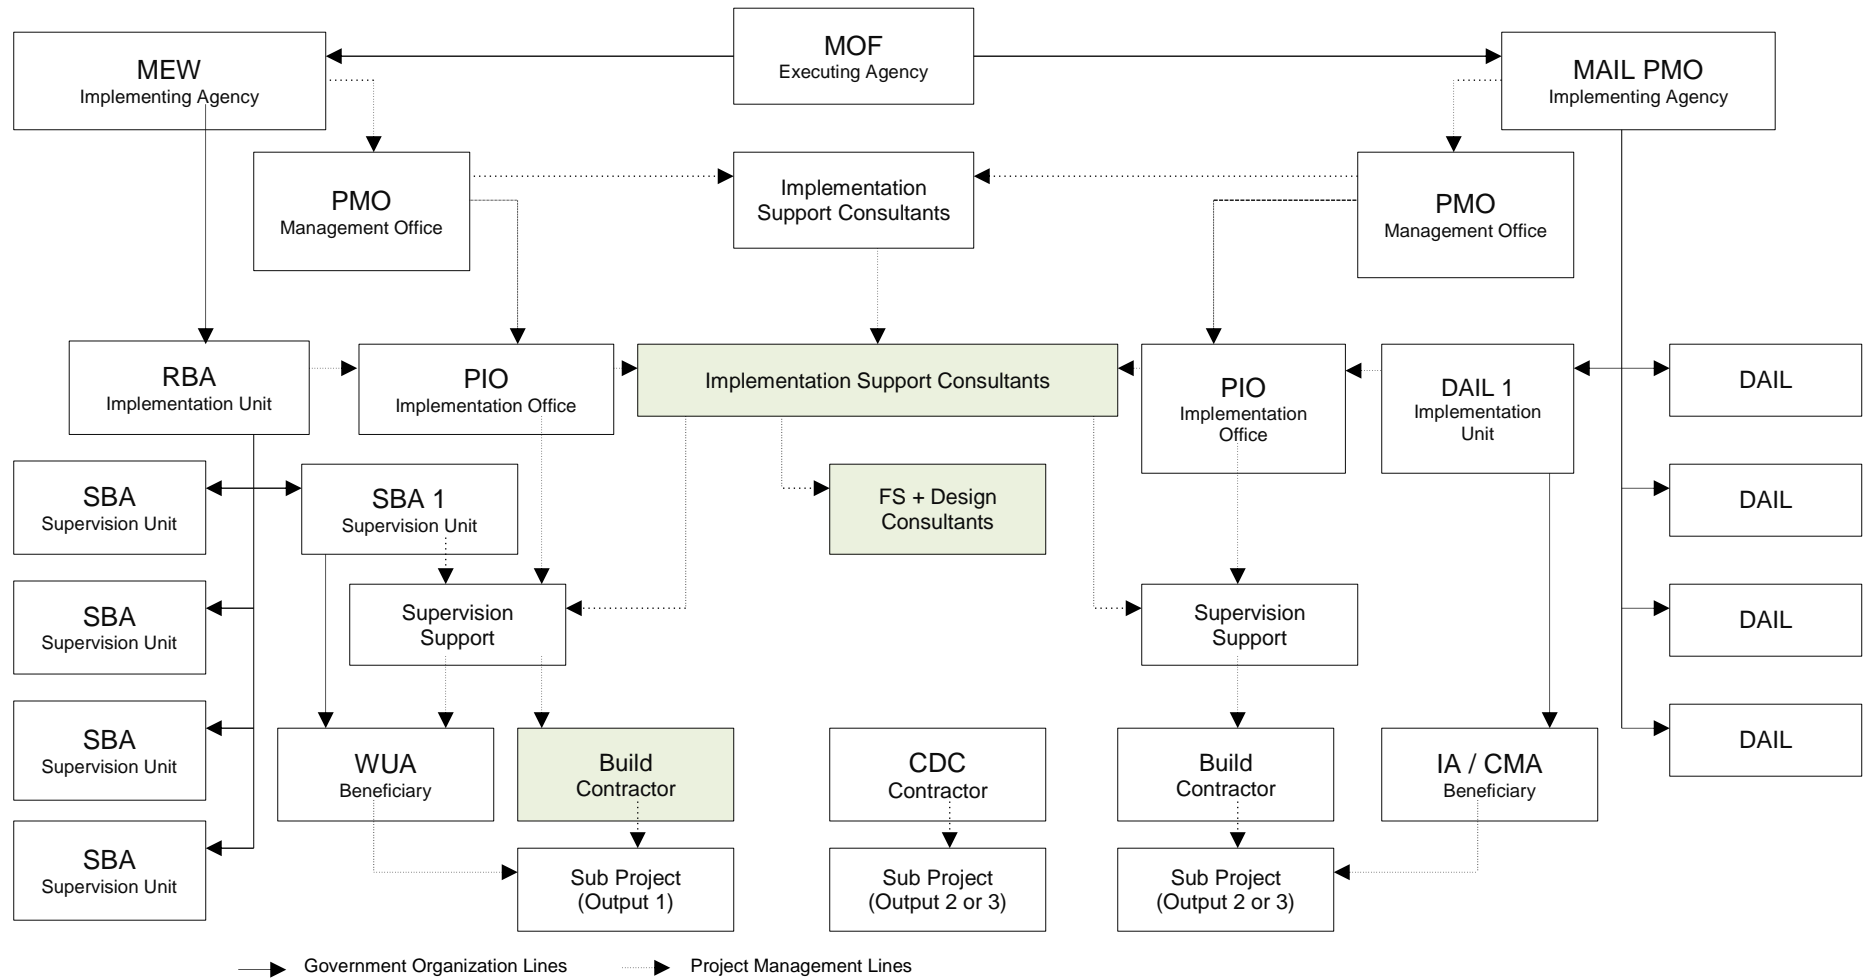 MOF
Executing Agency
MEW
Implementing Agency
MAIL PMO
Implementing Agency
PMO
Management Office
Implementation
Support Consultants
PMO
Management Office
RBA
Implementation Unit
PIO
Implementation Office
Implementation Support Consultants
PIO
Implementation
Office
DAIL 1
Implementation
Unit
DAIL
SBA
Supervision Unit
SBA 1
Supervision Unit
FS + Design
Consultants
DAIL
SBA
Supervision Unit
Supervision
Support
Supervision
Support
DAIL
SBA
Supervision Unit
WUA
Beneficiary
Build
Contractor
CDC
Contractor
Build
Contractor
IA / CMA
Beneficiary
DAIL
SBA
Supervision Unit
Sub Project
(Output 1)
Sub Project
(Output 2 or 3)
Sub Project
(Output 2 or 3)
Government Organization Lines
Project Management Lines